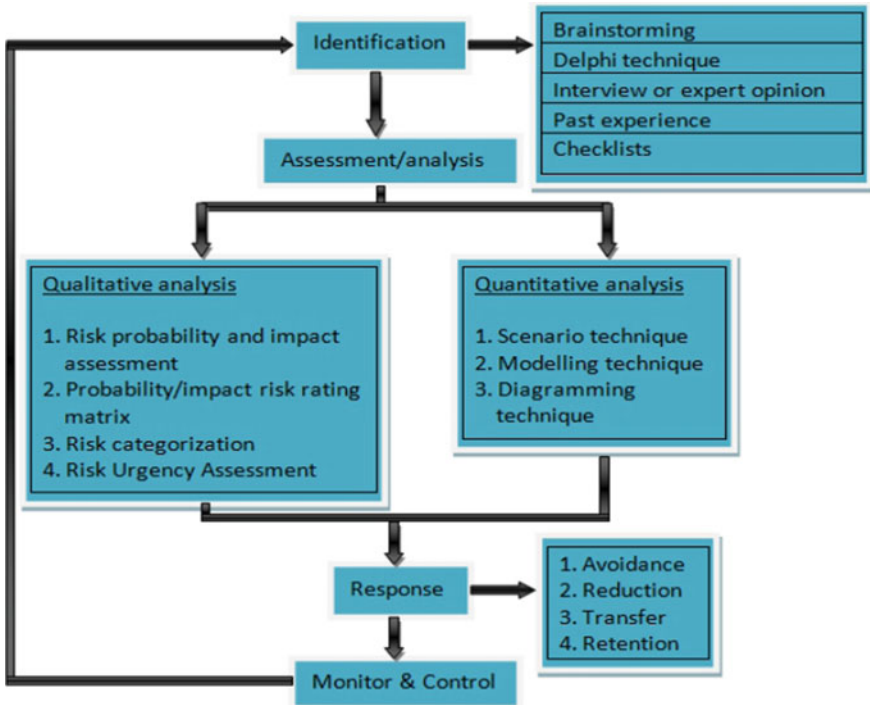 Identification
Brainstorming
Delphi technique
Interview or expert opinion
Past experience
Checklists
Assessment/analysis
Qualitative analysis
1. Risk probability and impact
assessment
2. Probability/impact risk rating
matrix
3. Risk categorization
4. Risk Urgency Assessment
Quantitative analysis
1. Scenario technique
2. Modelling technique
3. Diagramming
technique
Response
1. Avoidance
2. Reduction
3. Transfer
4. Retention
Monitor & Control